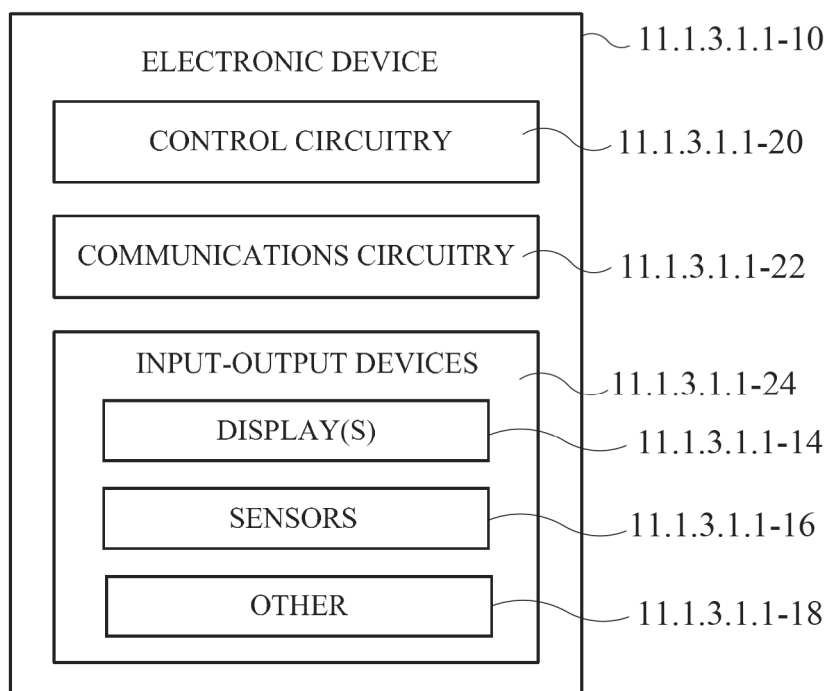 ELECTRONIC DEVICE
11.1.3.1.1-10
CONTROL CIRCUITRY
11.1.3.1.1-20
COMMUNICATIONS CIRCUITRY
11.1.3.1.1-22
INPUT-OUTPUT DEVICES
11.1.3.1.1-24
DISPLAY(S)
11.1.3.1.1-14
SENSORS
11.1.3.1.1-16
OTHER
11.1.3.1.1-18